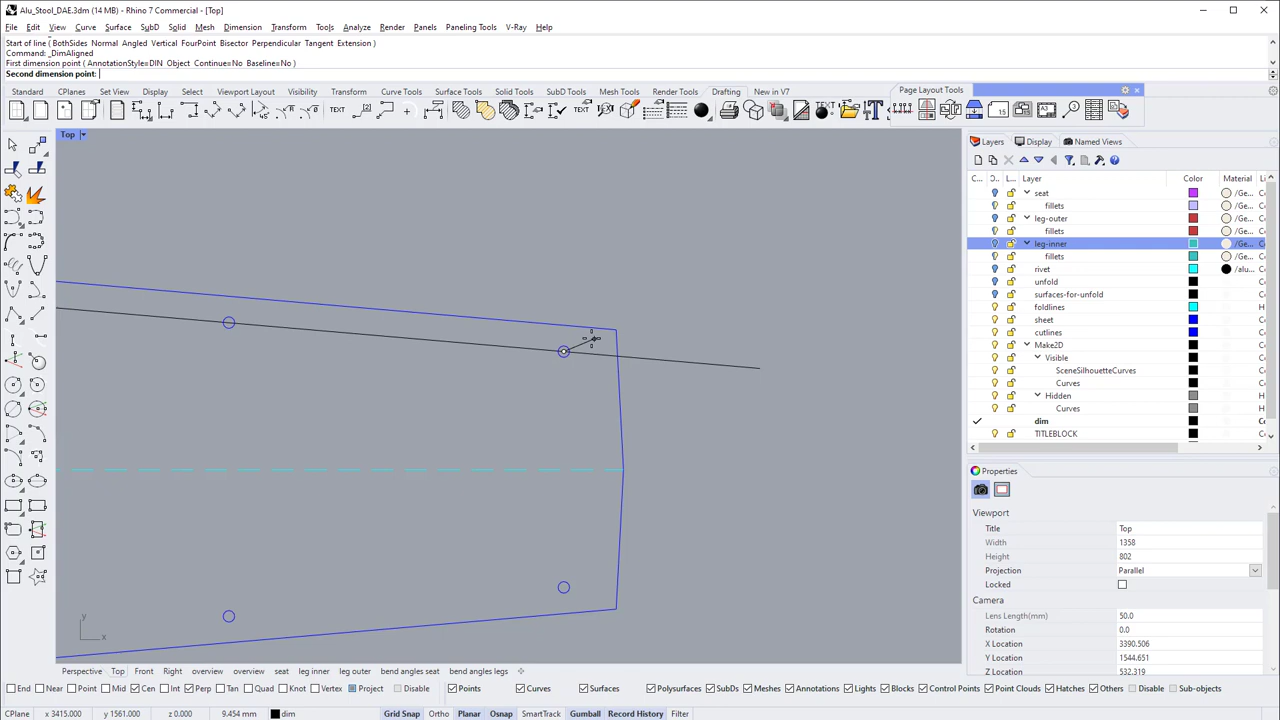 Alu_Stool_DAE.3dm (14 MB) - Rhino 7 Commercial - [Top]
File Edit View Curve Surface SubD Solid Mesh Dimension Transform Tools Analyze Render Panels Paneling Tools V-Ray Help
Start of line ( BothSides Normal Angled Vertical FourPoint Bisector Perpendicular Tangent Extension )
Command: _DimAligned
First dimension point ( AnnotationStyle=DIN Object Continue=No Baseline=No )
Second dimension point:
Standard CPlanes Set View Display Select Viewport Layout Visibility Transform Curve Tools Surface Tools Solid Tools SubD Tools Mesh Tools Render Tools Drafting New in V7
Page Layout Tools
Top
Layers Display Named Views
Layer Color Material
seat /Ge...
fillets /Ge...
leg-outer /Ge...
fillets /Ge...
leg-inner /Ge...
fillets /Ge...
rivet /alu...
unfold
surfaces-for-unfold
foldlines
sheet
cutlines
Make2D
Visible
SceneSilhouetteCurves
Curves
Hidden
Curves
dim
TITLEBLOCK
Properties
Viewport
Title Top
Width 1358
Height 802
Projection Parallel
Locked
Camera
Lens Length(mm) 50.0
Rotation 0.0
X Location 3390.506
Y Location 1544.651
Z Location 532.319
y
x
Perspective Top Front Right overview overview seat leg inner leg outer bend angles seat bend angles legs
End Near Point Mid Cen Int Perp Tan Quad Knot Vertex Project Disable Points Curves Surfaces Polysurfaces SubDs Meshes Annotations Lights Blocks Control Points Point Clouds Hatches Others Disable Sub-objects
CPlane x 3415.000 y 1561.000 z 0.000 9.454 mm dim Grid Snap Ortho Planar Osnap SmartTrack Gumball Record History Filter